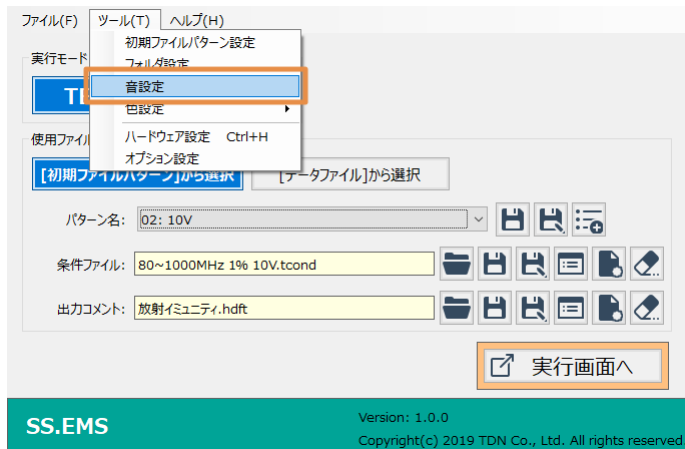 ファイル(F) ツール(T) ヘルプ(H)
初期ファイルパターン設定
実行モード
フォルダ設定
音設定
色設定
ハードウェア設定 Ctrl+H
オプション設定
使用ファイル
[初期ファイルパターン]から選択 [データファイル]から選択
パターン名: 02: 10V
条件ファイル: 80~1000MHz 1% 10V.tcond
出力コメント: 放射イミュニティ.hdft
実行画面へ
SS.EMS
Version: 1.0.0
Copyright(c) 2019 TDN Co., Ltd. All rights reserved